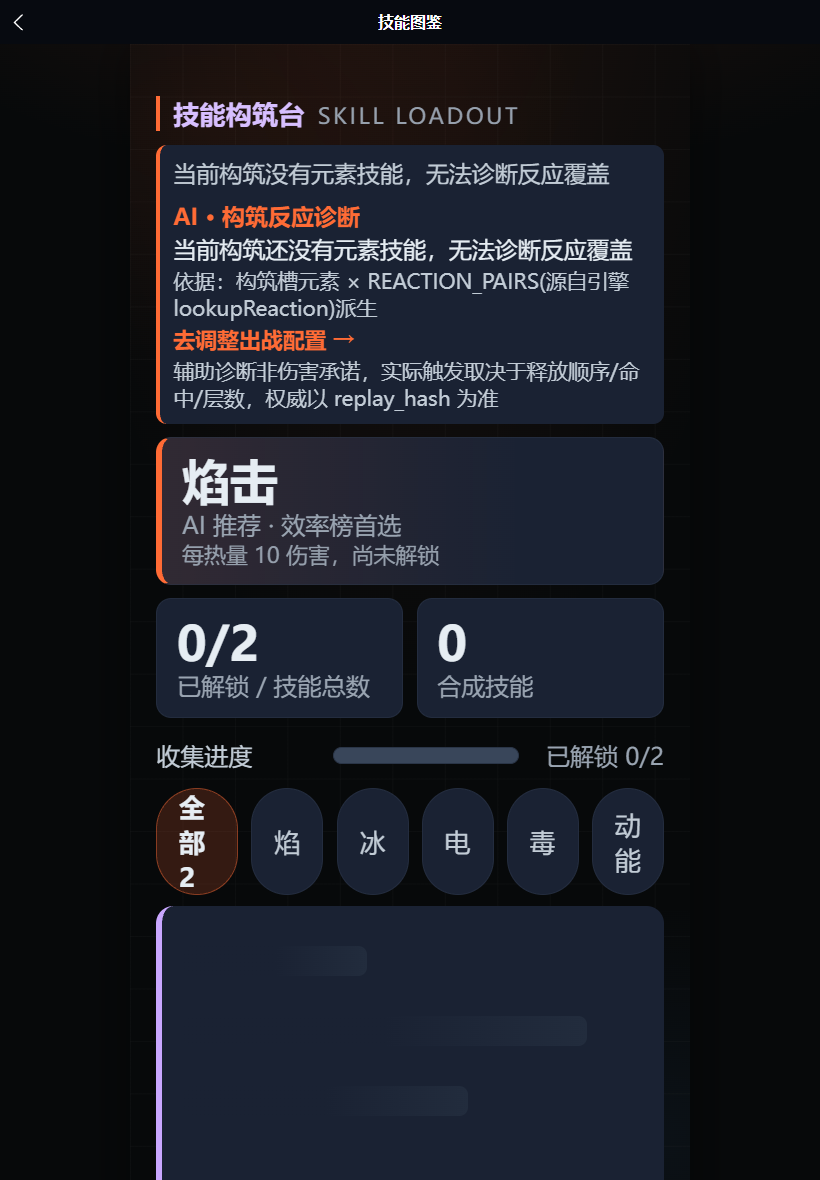 技能图鉴
技能构筑台 SKILL LOADOUT
当前构筑没有元素技能，无法诊断反应覆盖
AI · 构筑反应诊断
当前构筑还没有元素技能，无法诊断反应覆盖
依据：构筑槽元素 × REACTION_PAIRS(源自引擎
lookupReaction)派生
去调整出战配置 →
辅助诊断非伤害承诺，实际触发取决于释放顺序/命
中/层数，权威以 replay_hash 为准
焰击
AI 推荐 · 效率榜首选
每热量 10 伤害，尚未解锁
0/2
已解锁 / 技能总数
0
合成技能
收集进度
已解锁 0/2
全
部
2
焰
冰
电
毒
动
能